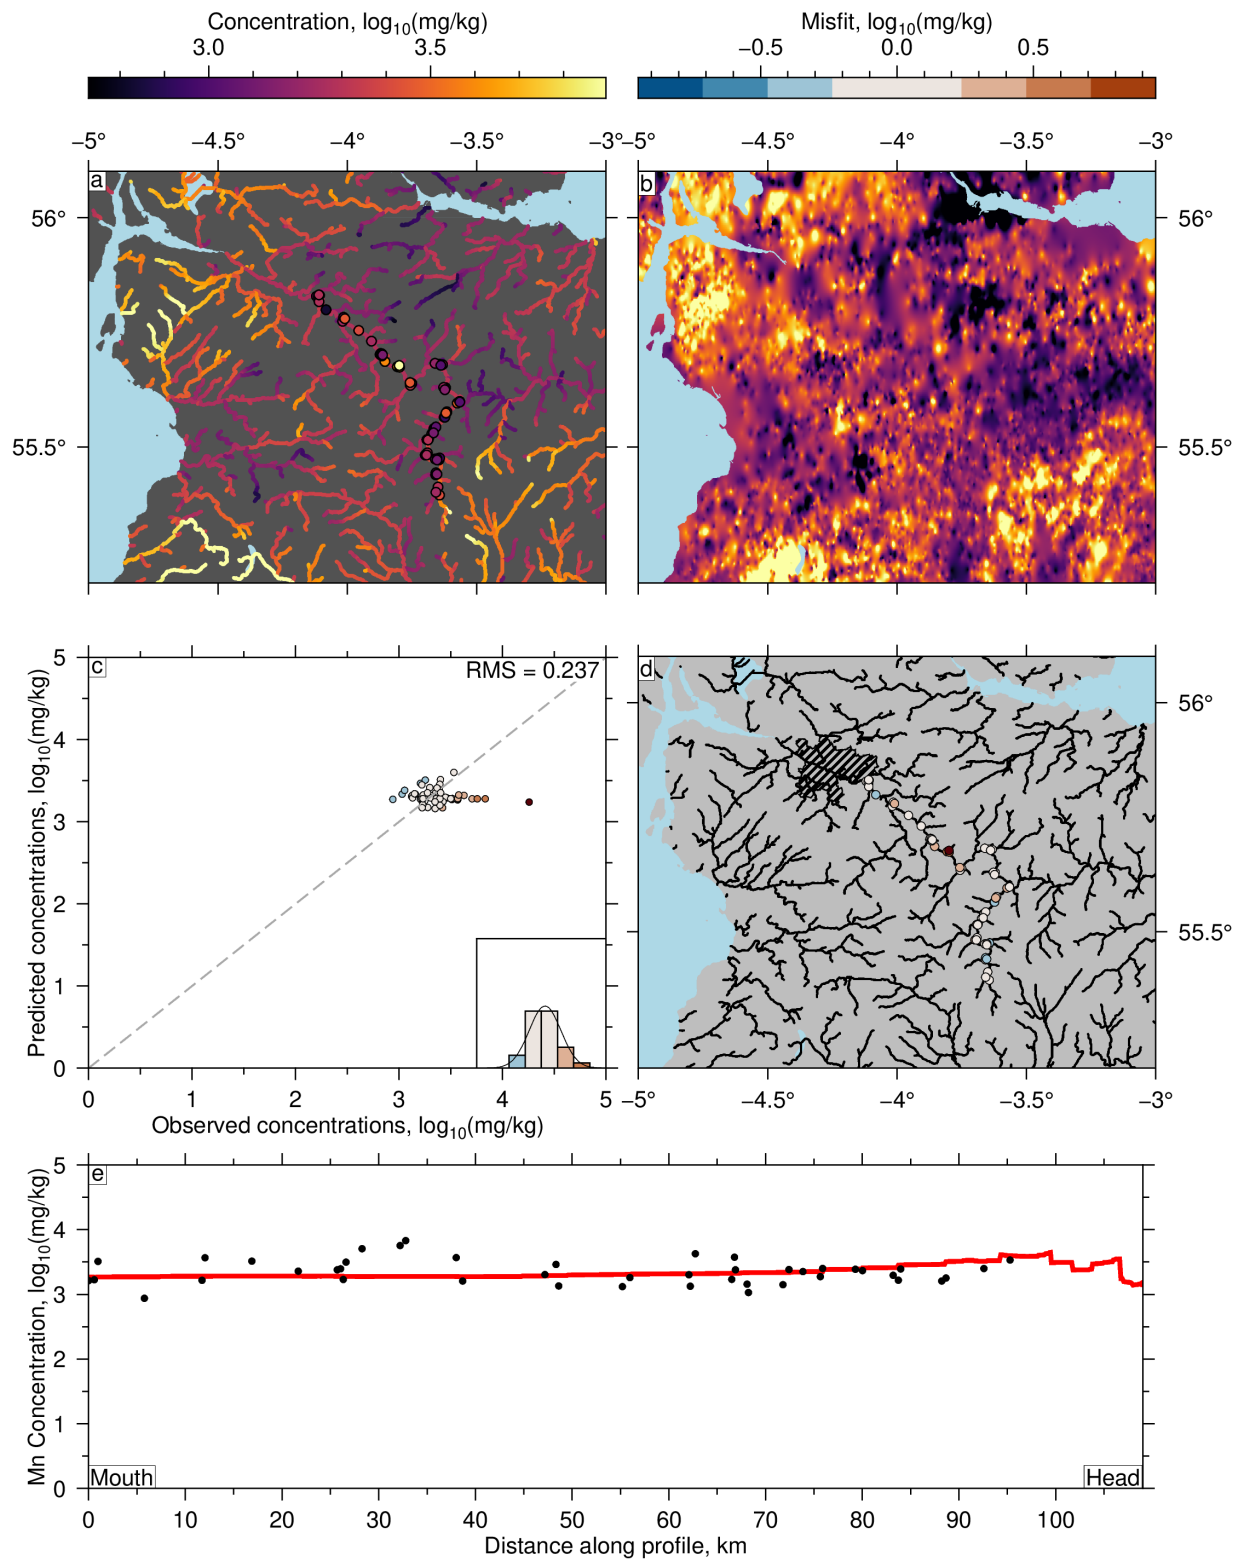 Concentration, log₁₀(mg/kg) Misfit, log₁₀(mg/kg)
3.0 3.5 −0.5 0.0 0.5
−5° −4.5° −4° −3.5° −3° −5° −4.5° −4° −3.5° −3°
a b
56° 56°
55.5° 55.5°
c RMS = 0.237 d
Predicted concentrations, log₁₀(mg/kg)
5
4
3
2
1
0
56°
55.5°
0 1 2 3 4 5 −5° −4.5° −4° −3.5° −3°
Observed concentrations, log₁₀(mg/kg)
e
Mn Concentration, log₁₀(mg/kg)
5
4
3
2
1
0
Mouth Head
0 10 20 30 40 50 60 70 80 90 100
Distance along profile, km